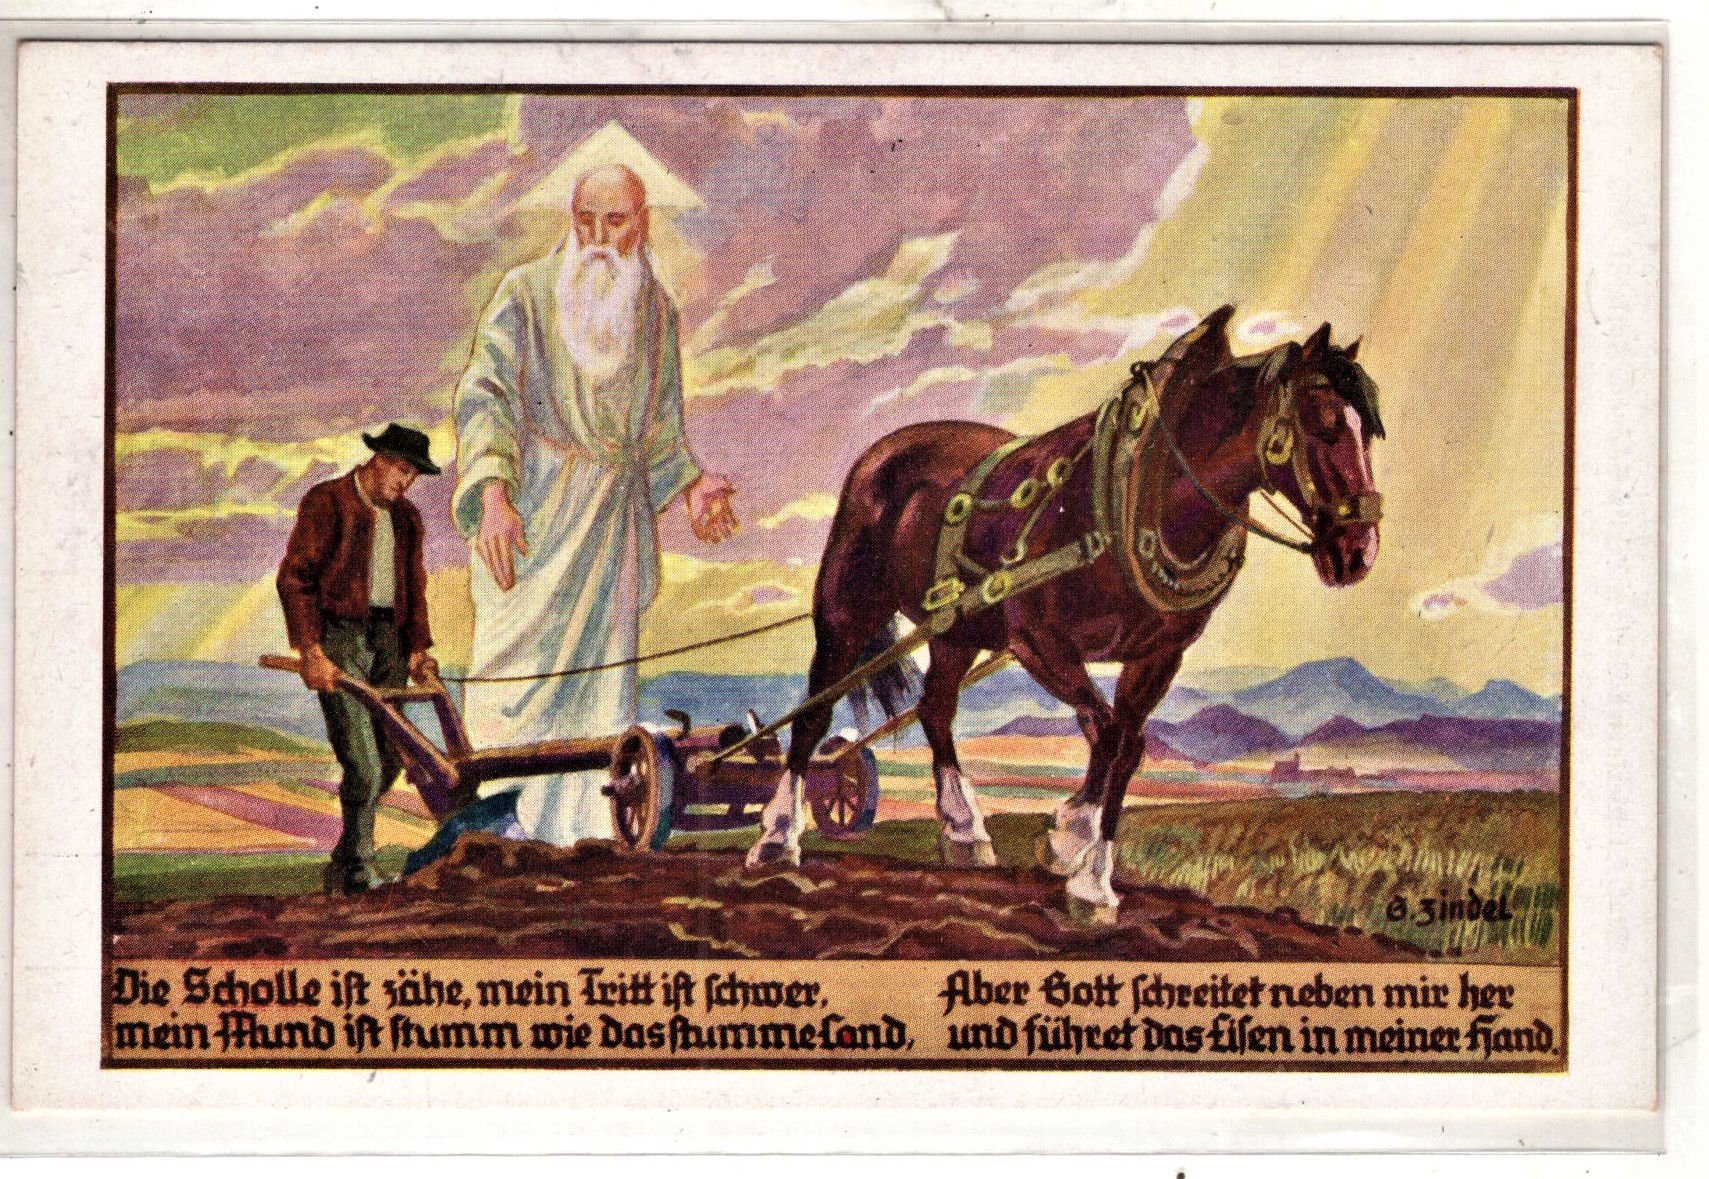 G. Zindel
Die Scholle ist zähe, mein Tritt ist schwer,
mein Mund ist stumm wie das stumme Land,
Aber Gott schreitet neben mir her
und führet das Eisen in meiner Hand.